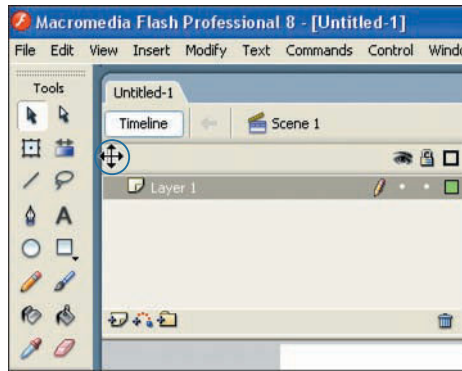 Macromedia Flash Professional 8 - [Untitled-1]
File Edit View Insert Modify Text Commands Control
Tools
Untitled-1
Timeline
Scene 1
Layer 1
A